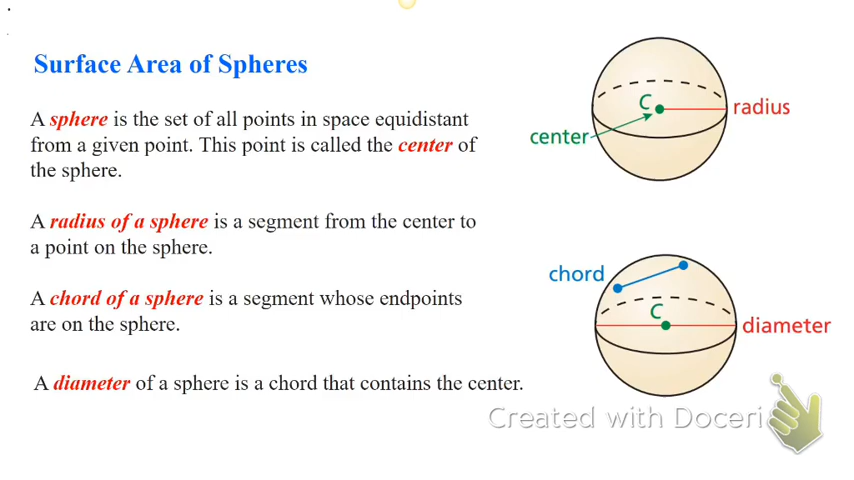 Surface Area of Spheres
A sphere is the set of all points in space equidistant
from a given point. This point is called the center of
the sphere.
A radius of a sphere is a segment from the center to
a point on the sphere.
A chord of a sphere is a segment whose endpoints
are on the sphere.
A diameter of a sphere is a chord that contains the center.
C
radius
center
chord
C
diameter
Created with Doceri